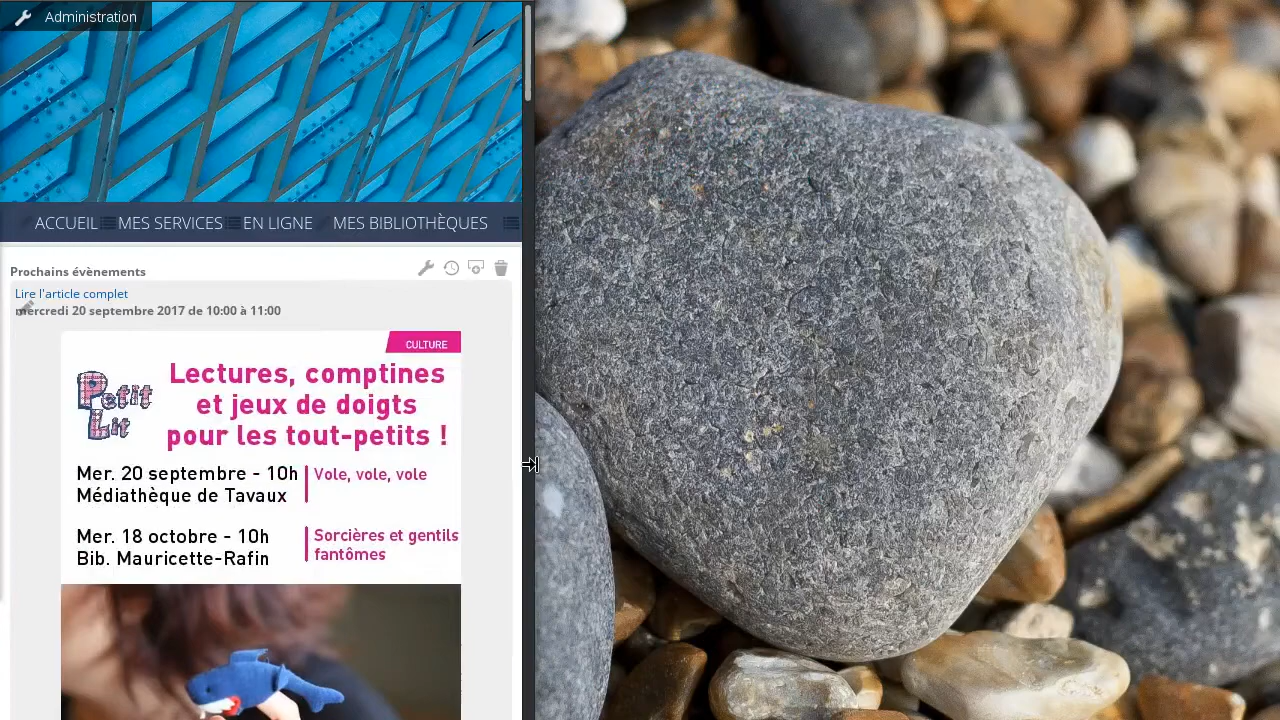 Administration
ACCUEIL MES SERVICES EN LIGNE MES BIBLIOTHÈQUES
Prochains évènements
Lire l'article complet
mercredi 20 septembre 2017 de 10:00 à 11:00
CULTURE
Petit
Lit
Lectures, comptines
et jeux de doigts
pour les tout-petits !
Mer. 20 septembre - 10h
Médiathèque de Tavaux
Vole, vole, vole
Mer. 18 octobre - 10h
Bib. Mauricette-Rafin
Sorcières et gentils
fantômes